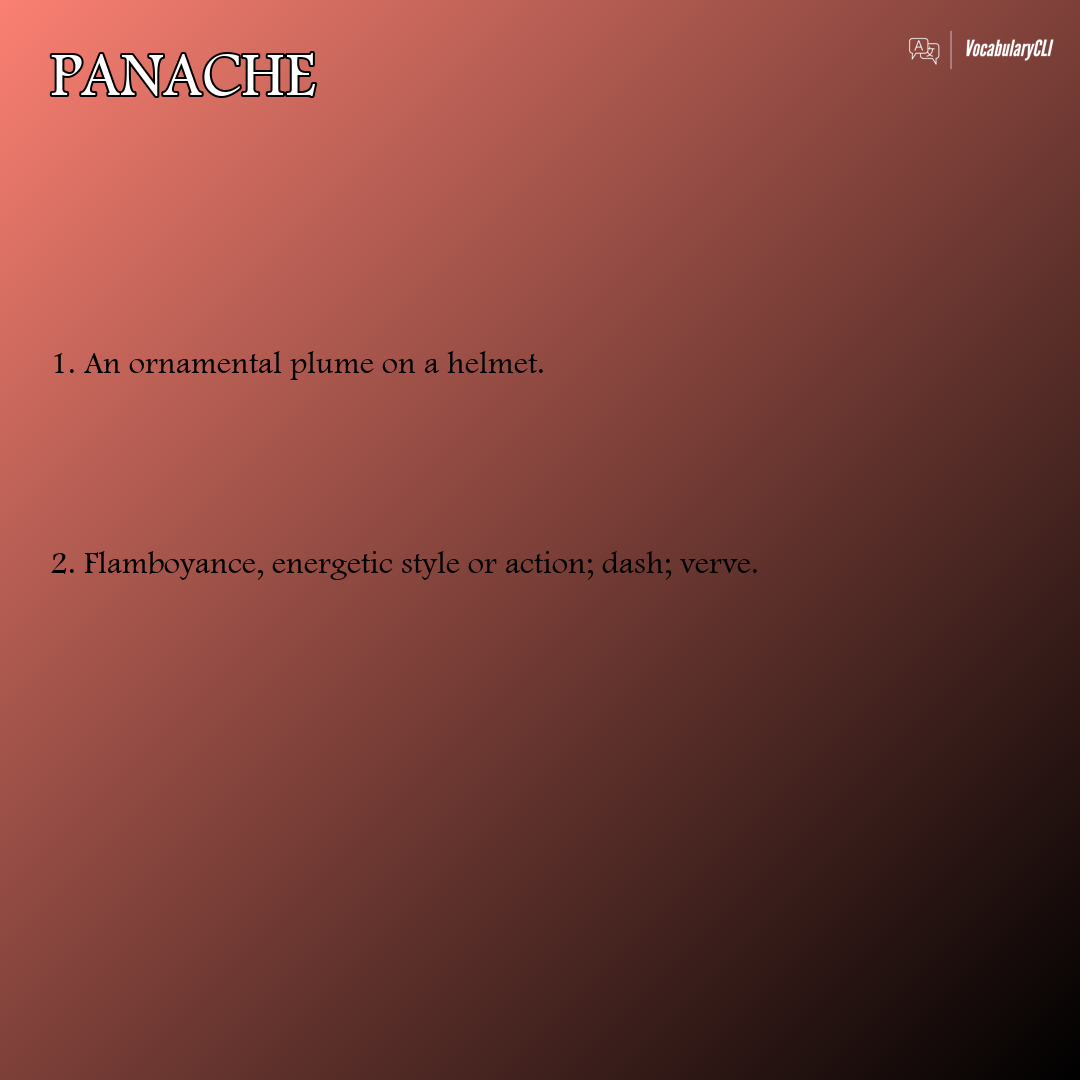 PANACHE
VocabularyCLI
1. An ornamental plume on a helmet.
2. Flamboyance, energetic style or action; dash; verve.